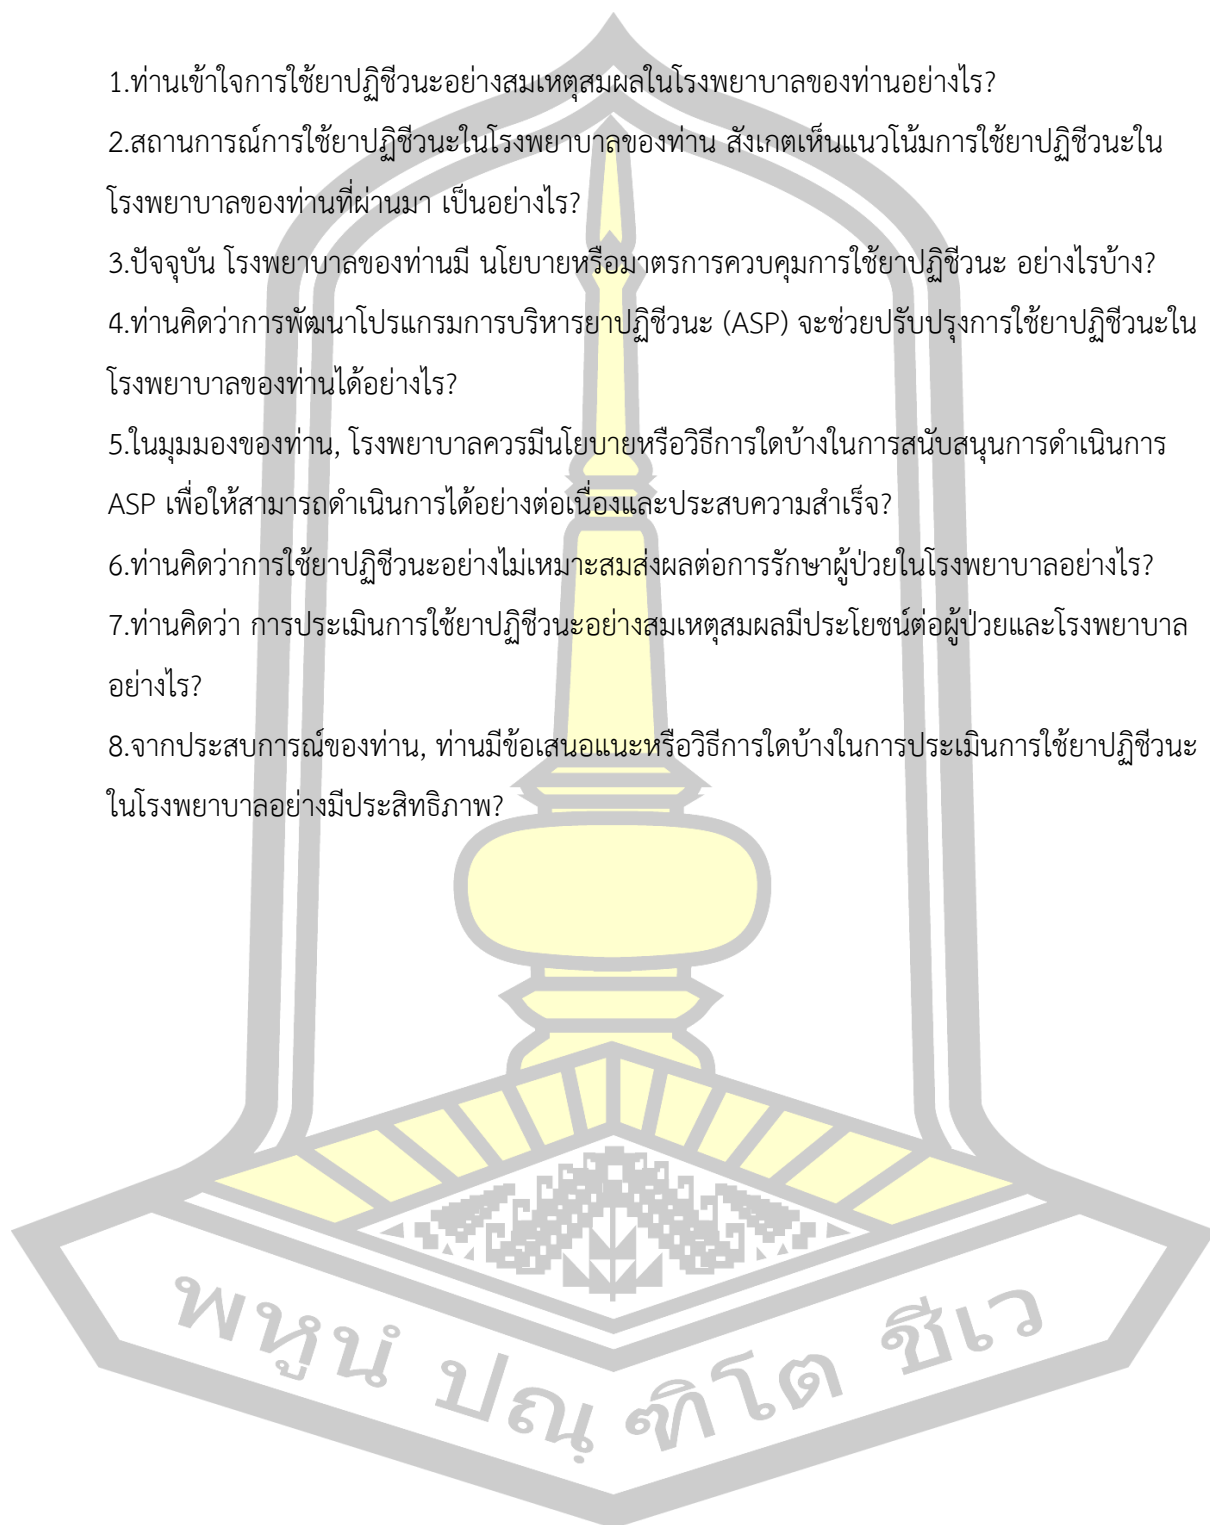 1.ท่านเข้าใจการใช้ยาปฏิชีวนะอย่างสมเหตุสมผลในโรงพยาบาลของท่านอย่างไร?
2.สถานการณ์การใช้ยาปฏิชีวนะในโรงพยาบาลของท่าน สังเกตเห็นแนวโน้มการใช้ยาปฏิชีวนะใน
โรงพยาบาลของท่านที่ผ่านมา เป็นอย่างไร?
3.ปัจจุบัน โรงพยาบาลของท่านมี นโยบายหรือมาตรการควบคุมการใช้ยาปฏิชีวนะ อย่างไรบ้าง?
4.ท่านคิดว่าการพัฒนาโปรแกรมการบริหารยาปฏิชีวนะ (ASP) จะช่วยปรับปรุงการใช้ยาปฏิชีวนะใน
โรงพยาบาลของท่านได้อย่างไร?
5.ในมุมมองของท่าน, โรงพยาบาลควรมีนโยบายหรือวิธีการใดบ้างในการสนับสนุนการดำเนินการ
ASP เพื่อให้สามารถดำเนินการได้อย่างต่อเนื่องและประสบความสำเร็จ?
6.ท่านคิดว่าการใช้ยาปฏิชีวนะอย่างไม่เหมาะสมส่งผลต่อการรักษาผู้ป่วยในโรงพยาบาลอย่างไร?
7.ท่านคิดว่า การประเมินการใช้ยาปฏิชีวนะอย่างสมเหตุสมผลมีประโยชน์ต่อผู้ป่วยและโรงพยาบาล
อย่างไร?
8.จากประสบการณ์ของท่าน, ท่านมีข้อเสนอแนะหรือวิธีการใดบ้างในการประเมินการใช้ยาปฏิชีวนะ
ในโรงพยาบาลอย่างมีประสิทธิภาพ?
พหูนํ ปณฺฑิโต ชีเว